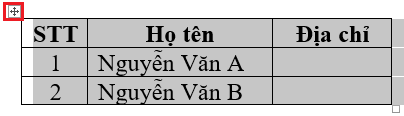 STT Họ tên Địa chỉ
1 Nguyễn Văn A
2 Nguyễn Văn B